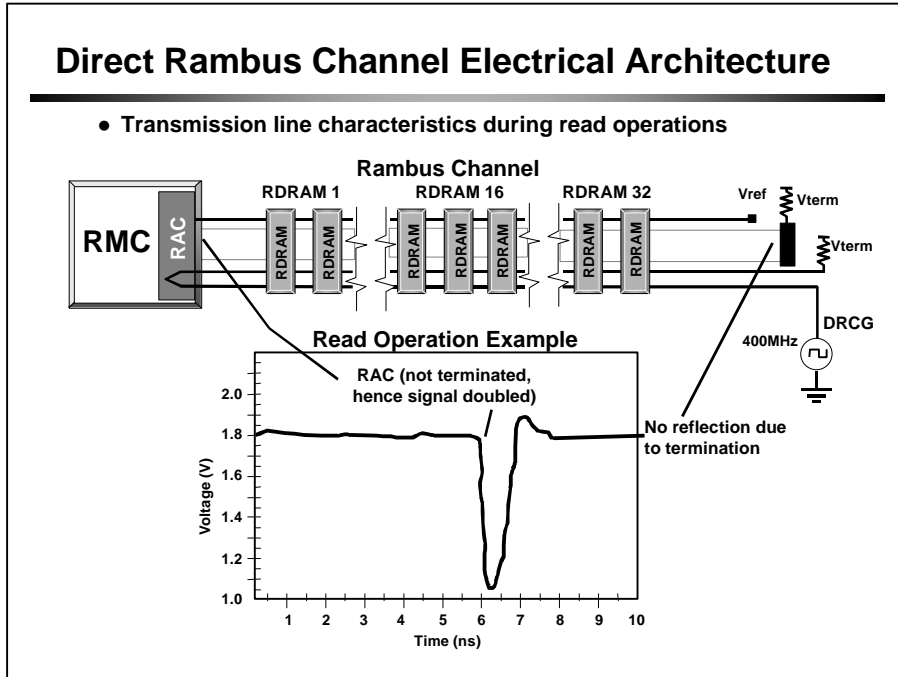 Direct Rambus Channel Electrical Architecture
● Transmission line characteristics during read operations
Rambus Channel
RDRAM 1
RDRAM 16
RDRAM 32
RMC
RAC
RDRAM
RDRAM
RDRAM
RDRAM
RDRAM
RDRAM
RDRAM
Vref
Vterm
Vterm
DRCG
400MHz
Read Operation Example
RAC (not terminated,
hence signal doubled)
No reflection due
to termination
Voltage (V)
2.0
1.8
1.6
1.4
1.2
1.0
1 2 3 4 5 6 7 8 9 10
Time (ns)